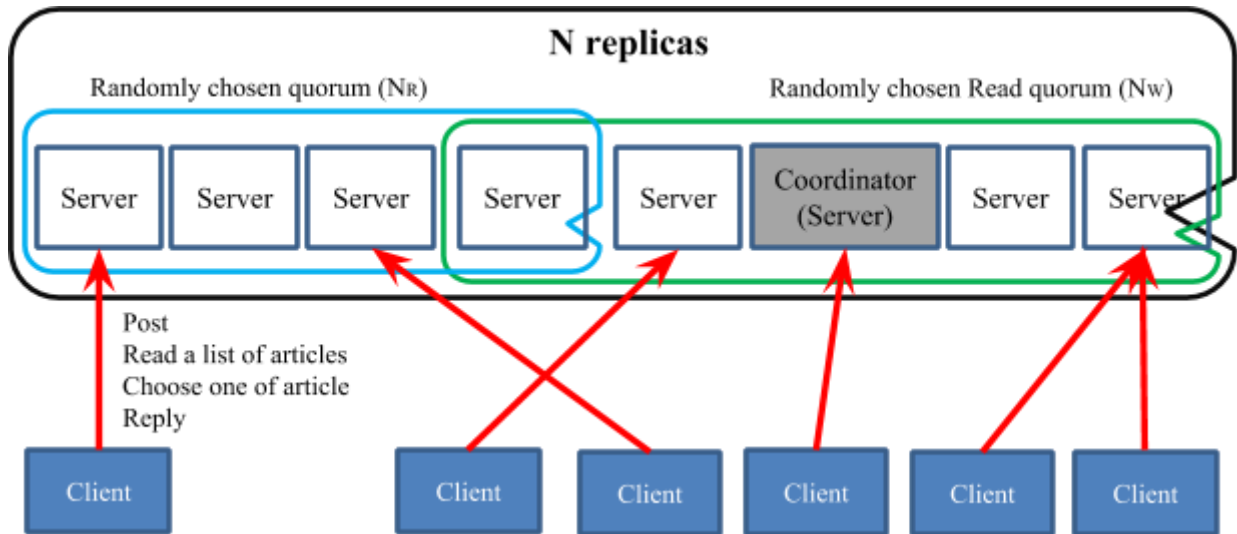 N replicas
Randomly chosen quorum (NR)
Randomly chosen Read quorum (NW)
Server
Server
Server
Server
Server
Coordinator
(Server)
Server
Server
Post
Read a list of articles
Choose one of article
Reply
Client
Client
Client
Client
Client
Client